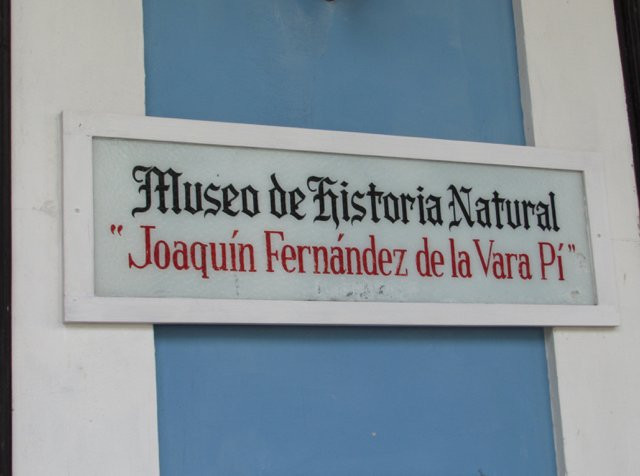 Museo de Historia Natural
"Joaquín Fernández de la Vara Pí"